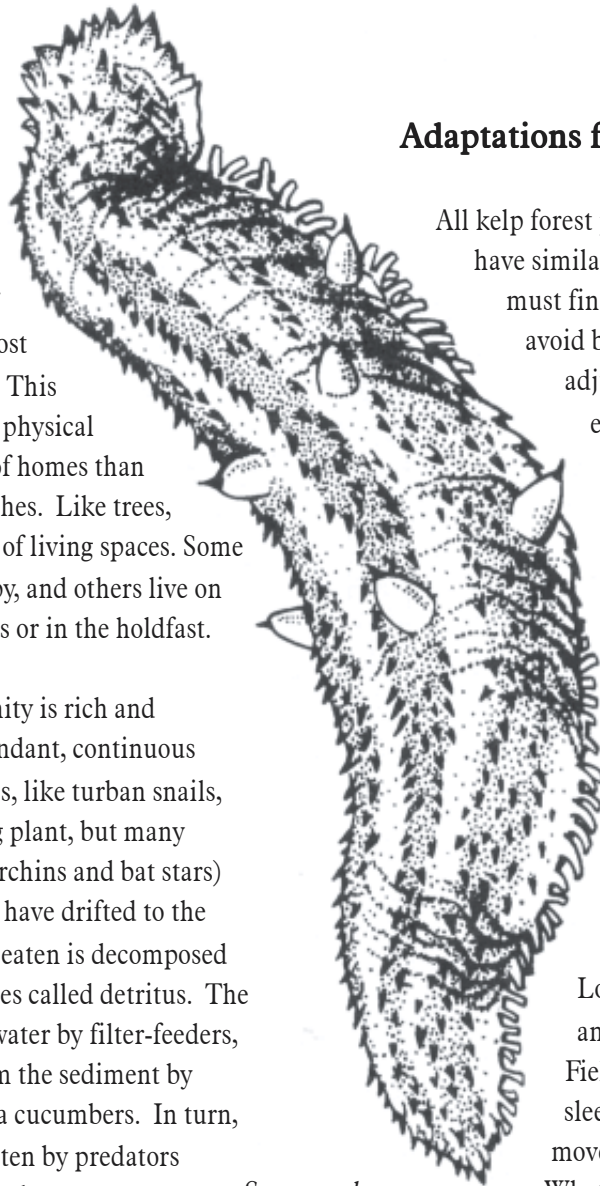 ost
This
physical
of homes than
hes. Like trees,
of living spaces. Some
by, and others live on
s or in the holdfast.
nity is rich and
ndant, continuous
s, like turban snails,
g plant, but many
rchins and bat stars)
have drifted to the
eaten is decomposed
es called detritus. The
water by filter-feeders,
m the sediment by
a cucumbers. In turn,
ten by predators
Adaptations f
All kelp forest
have simila
must fin
avoid b
adj
e
Lo
an
Fie
slee
move